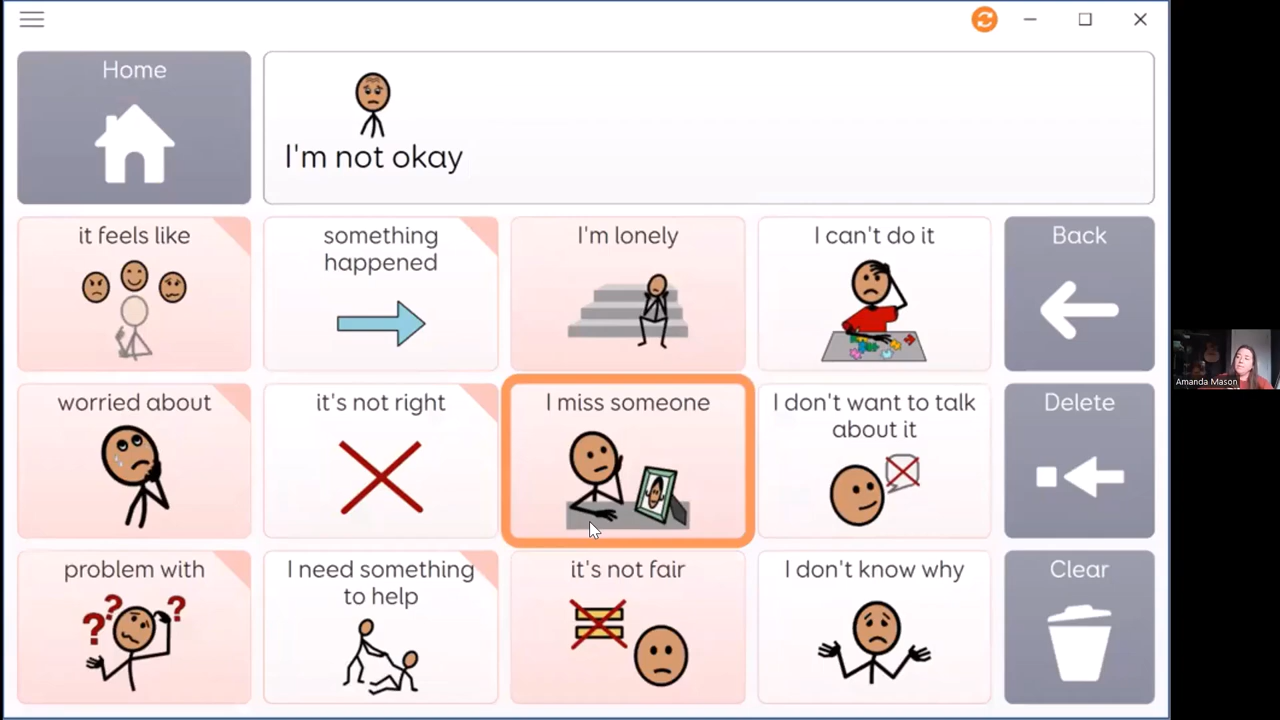 Home
I'm not okay
it feels like
something
happened
I'm lonely
I can't do it
Back
worried about
it's not right
I miss someone
I don't want to talk
about it
Delete
problem with
I need something
to help
it's not fair
I don't know why
Clear
Amanda Mason